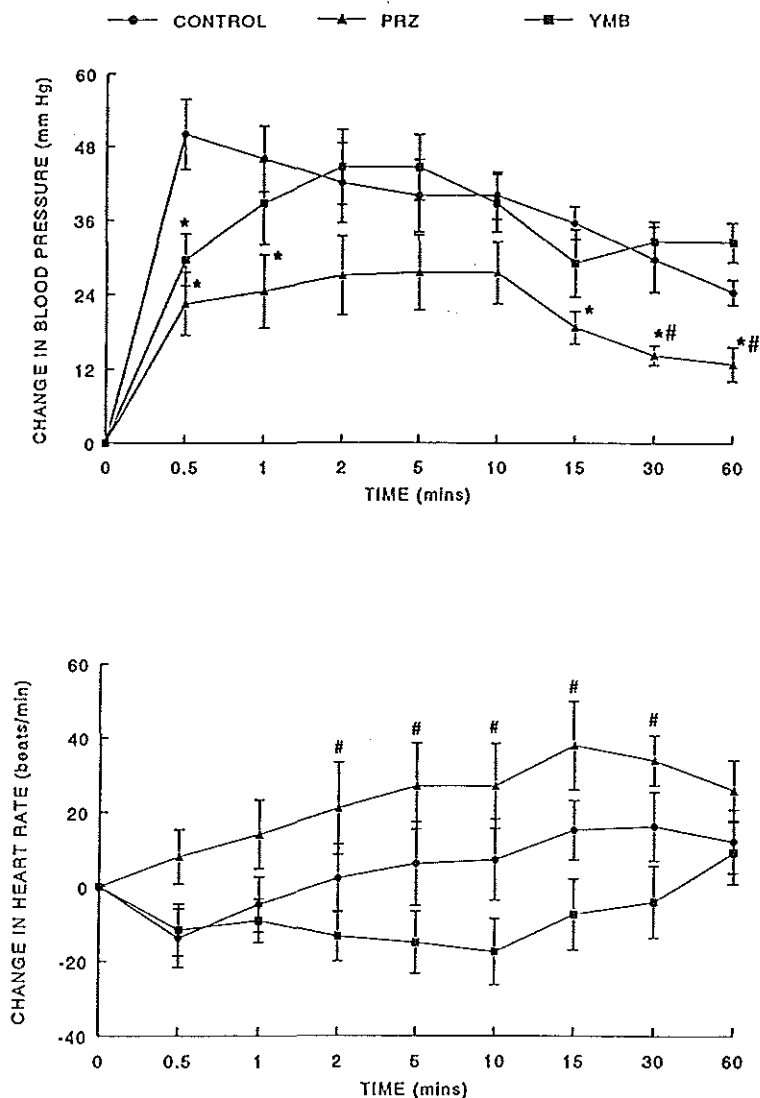 CONTROL PRZ YMB
CHANGE IN BLOOD PRESSURE (mm Hg)
60
48
36
24
12
0
*
*
*
*
*#
*#
0 0.5 1 2 5 10 15 30 60
TIME (mins)
CHANGE IN HEART RATE (beats/min)
60
40
20
0
-20
-40
# # # # #
0 0.5 1 2 5 10 15 30 60
TIME (mins)